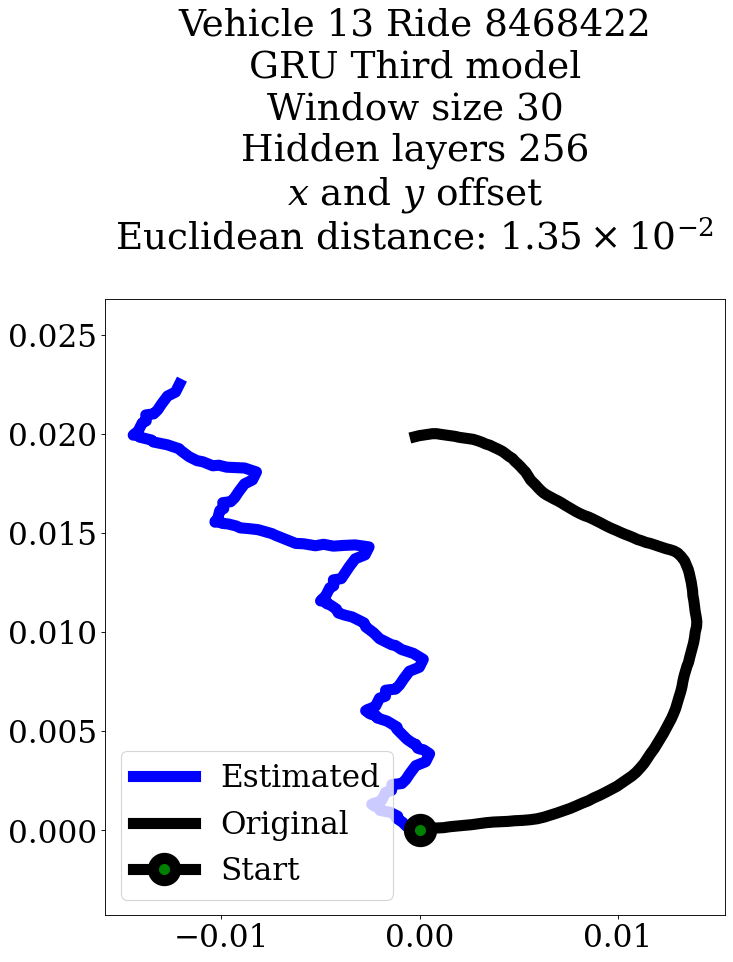 Vehicle 13 Ride 8468422
GRU Third model
Window size 30
Hidden layers 256
x and y offset
Euclidean distance: 1.35 × 10⁻²
0.025
0.020
0.015
0.010
0.005
0.000
Estimated
Original
Start
−0.01 0.00 0.01